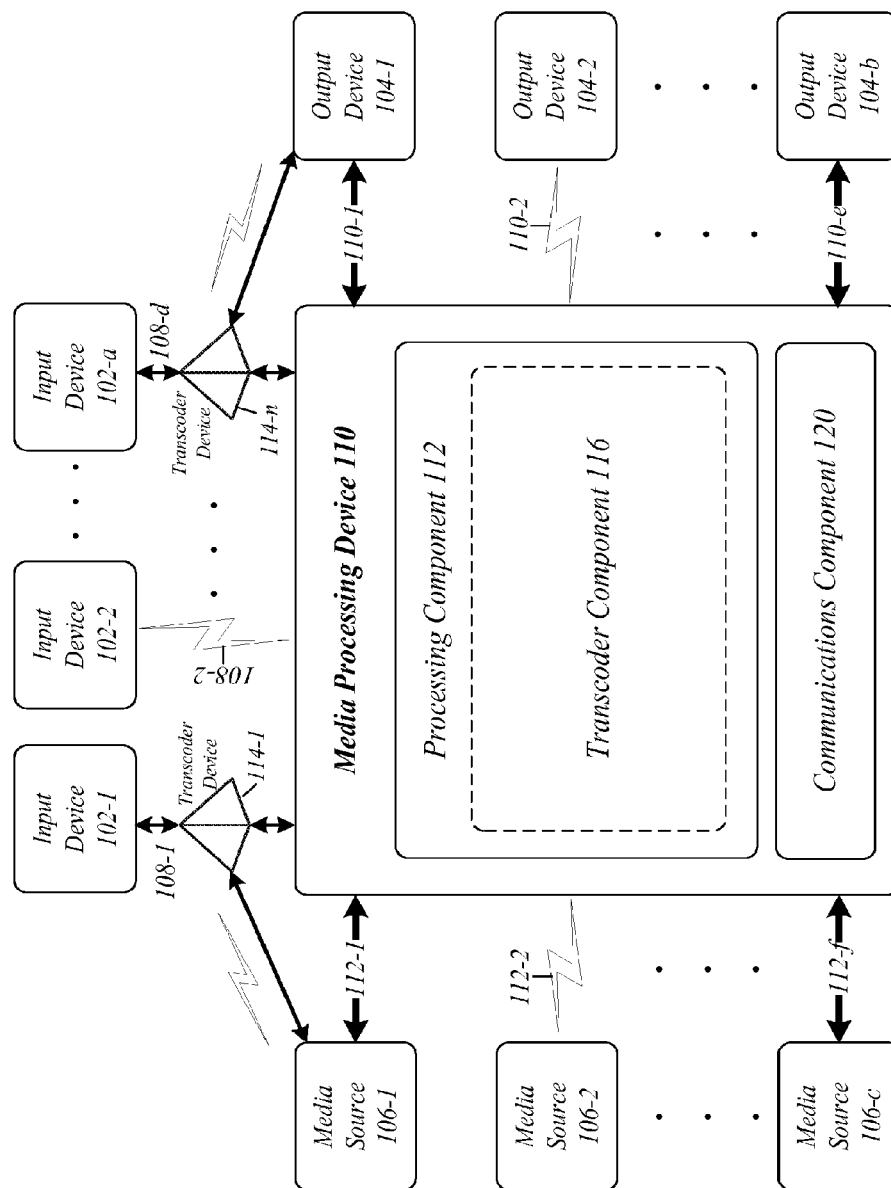 Input
Device
102-1
Input
Device
102-2
Input
Device
102-a
108-1
Transcoder
Device
114-1
108-2
108-d
Transcoder
Device
114-n
Media
Source
106-1
112-1
Media
Source
106-2
112-2
Media
Source
106-c
112-f
Media Processing Device 110
Processing Component 112
Transcoder Component 116
Communications Component 120
Output
Device
104-1
110-1
Output
Device
104-2
110-2
Output
Device
104-b
110-e